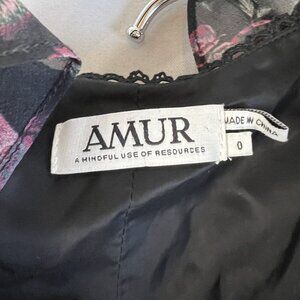 AMUR
A MINDFUL USE OF RESOURCES
MADE IN CHINA
0